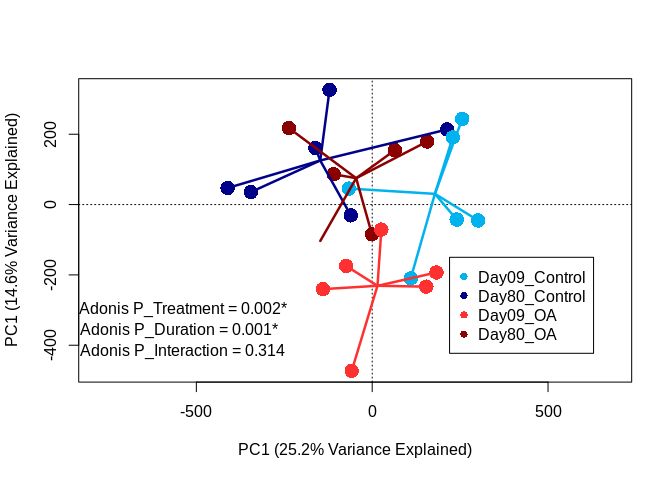 PC1 (14.6% Variance Explained)
200
0
-200
-400
Adonis P_Treatment = 0.002*
Adonis P_Duration = 0.001*
Adonis P_Interaction = 0.314
Day09_Control
Day80_Control
Day09_OA
Day80_OA
-500
0
500
PC1 (25.2% Variance Explained)